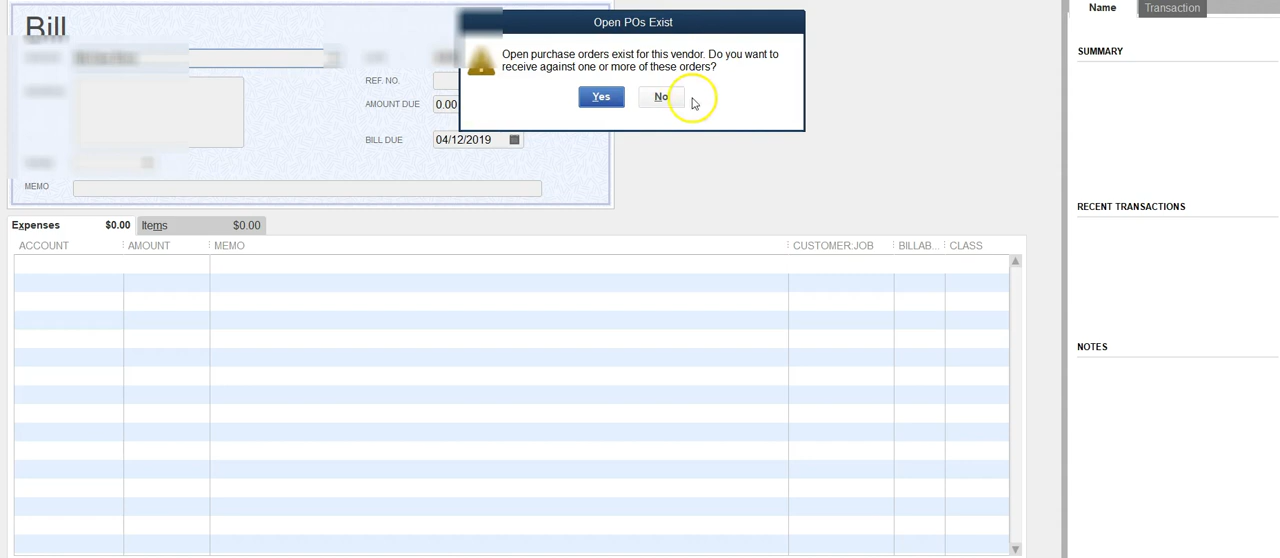 Bill
Open POs Exist
Open purchase orders exist for this vendor. Do you want to
receive against one or more of these orders?
Yes
No
REF. NO.
AMOUNT DUE 0.00
BILL DUE 04/12/2019
MEMO
Expenses $0.00 Items $0.00
ACCOUNT AMOUNT MEMO CUSTOMER:JOB BILLAB... CLASS
Name Transaction
SUMMARY
RECENT TRANSACTIONS
NOTES